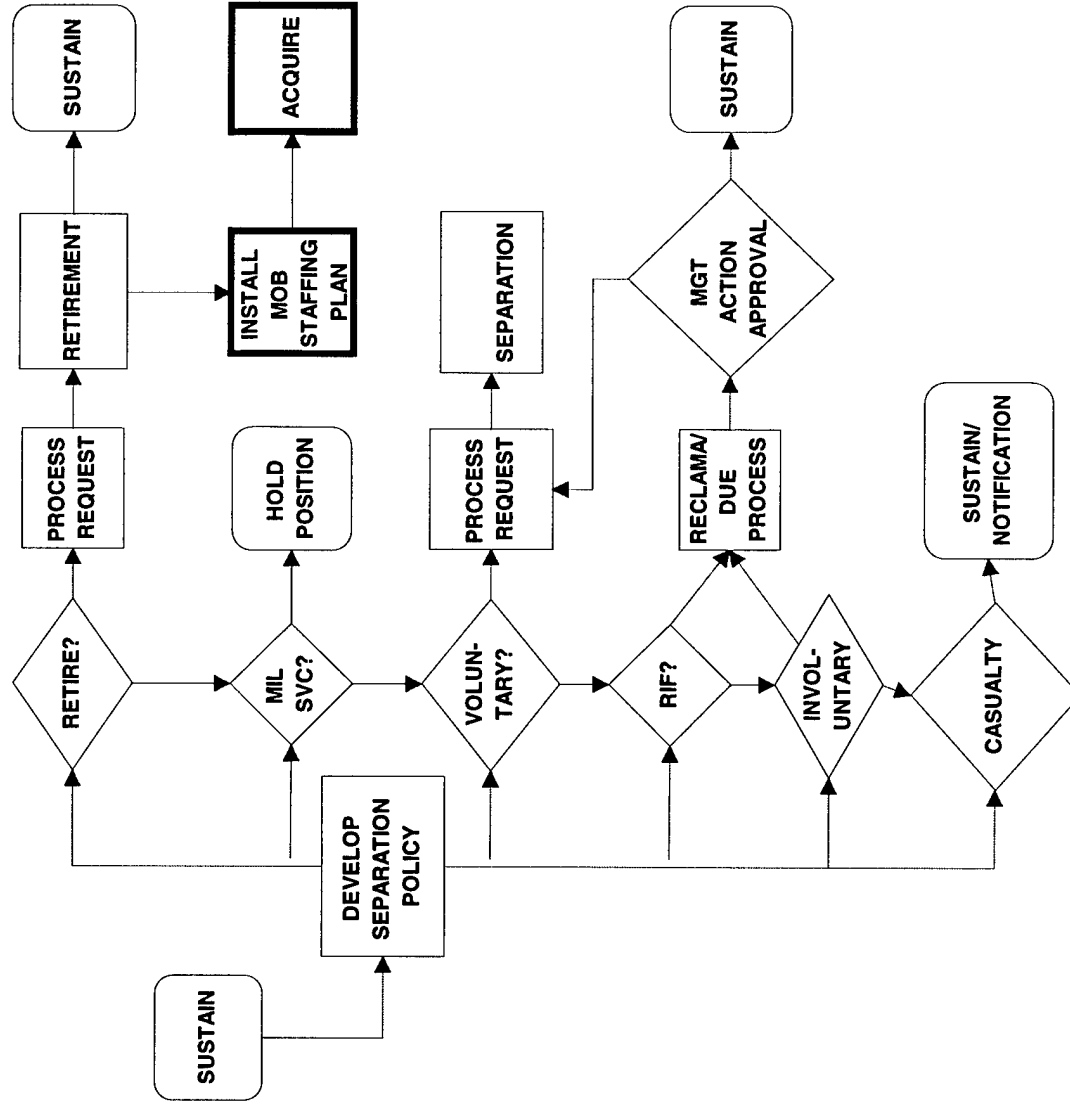 SUSTAIN
DEVELOP
SEPARATION
POLICY
RETIRE?
PROCESS
REQUEST
RETIREMENT
SUSTAIN
INSTALL
MOB
STAFFING
PLAN
ACQUIRE
MIL
SVC?
HOLD
POSITION
VOLUN-
TARY?
PROCESS
REQUEST
SEPARATION
RIF?
RECLAMA/
DUE
PROCESS
MGT
ACTION
APPROVAL
SUSTAIN
INVOL-
UNTARY
CASUALTY
SUSTAIN/
NOTIFICATION